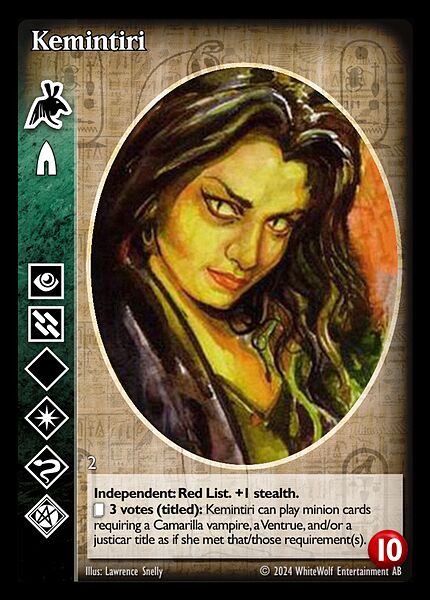 Kemintiri
2
Independent: Red List. +1 stealth.
3 votes (titled): Kemintiri can play minion cards
requiring a Camarilla vampire, a Ventrue, and/or a
justicar title as if she met that/those requirement(s).
10
Illus: Lawrence Snelly
© 2024 WhiteWolf Entertainment AB